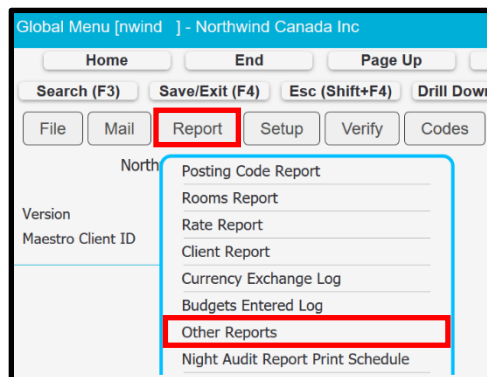 Global Menu [nwind ] - Northwind Canada Inc
Home End Page Up
Search (F3) Save/Exit (F4) Esc (Shift+F4) Drill Dow
File Mail Report Setup Verify Codes
North
Posting Code Report
Rooms Report
Version
Rate Report
Maestro Client ID
Client Report
Currency Exchange Log
Budgets Entered Log
Other Reports
Night Audit Report Print Schedule